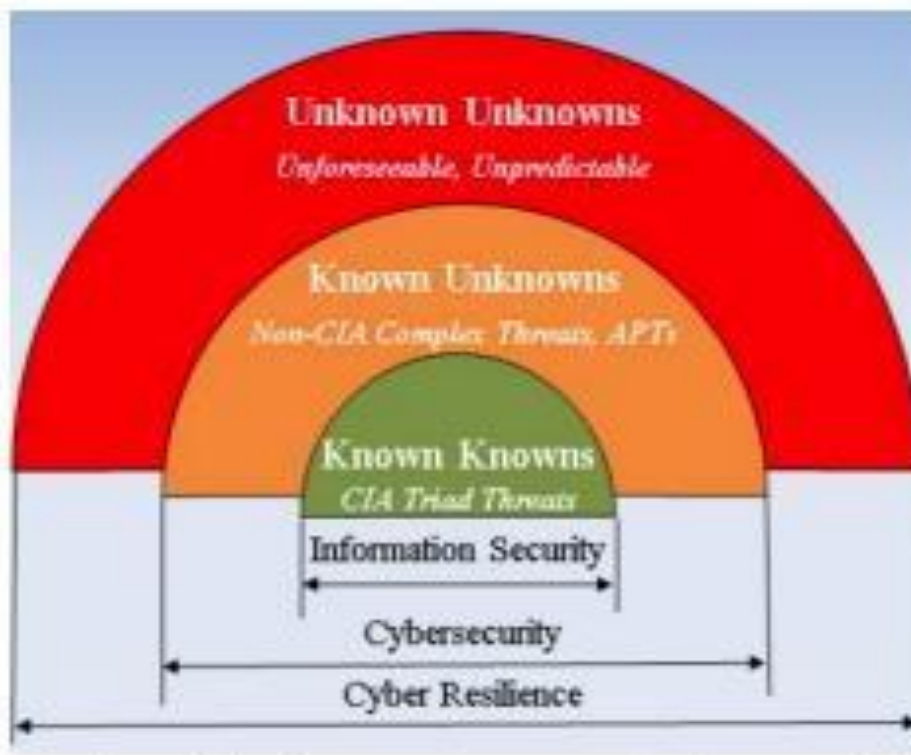 Unknown Unknowns
Unforeseeable, Unpredictable
Known Unknowns
Non-CIA Complex Threats, APTs
Known Knowns
CIA Triad Threats
Information Security
Cybersecurity
Cyber Resilience